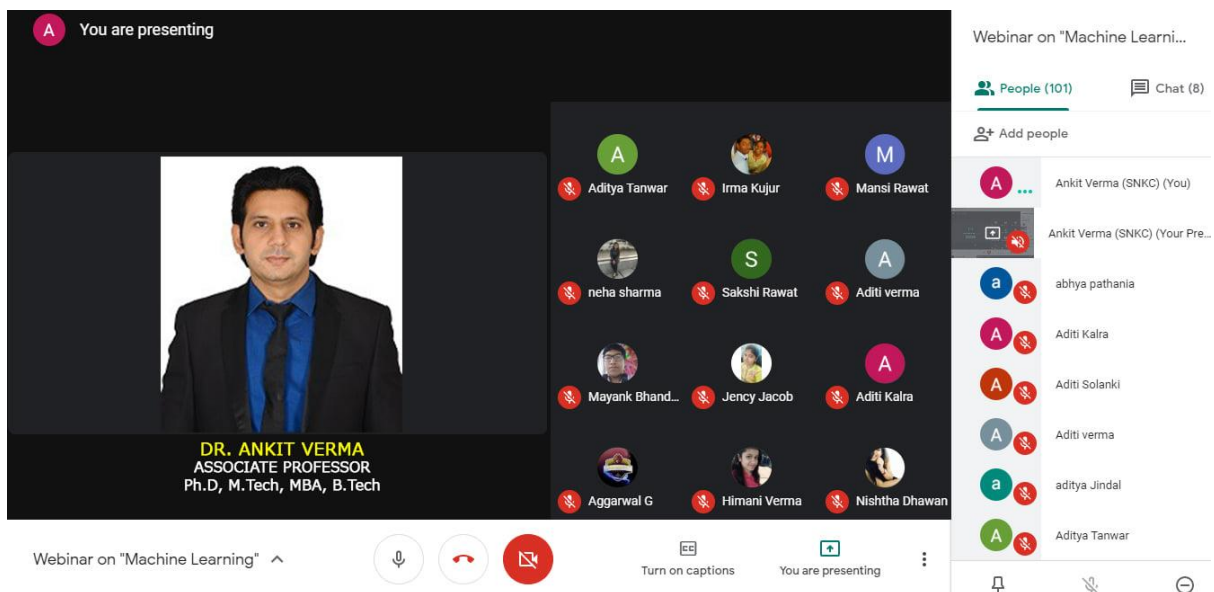 A You are presenting
DR. ANKIT VERMA
ASSOCIATE PROFESSOR
Ph.D, M.Tech, MBA, B.Tech
A M
Aditya Tanwar Irma Kujur Mansi Rawat
S A
neha sharma Sakshi Rawat Aditi verma
A
Mayank Bhand... Jency Jacob Aditi Kalra
Aggarwal G Himani Verma Nishtha Dhawan
Webinar on "Machine Learning"
CC
Turn on captions You are presenting
Webinar on "Machine Learni...
People (101) Chat (8)
Add people
A Ankit Verma (SNKC) (You)
Ankit Verma (SNKC) (Your Pre...
a abhya pathania
A Aditi Kalra
A Aditi Solanki
A Aditi verma
a aditya Jindal
A Aditya Tanwar